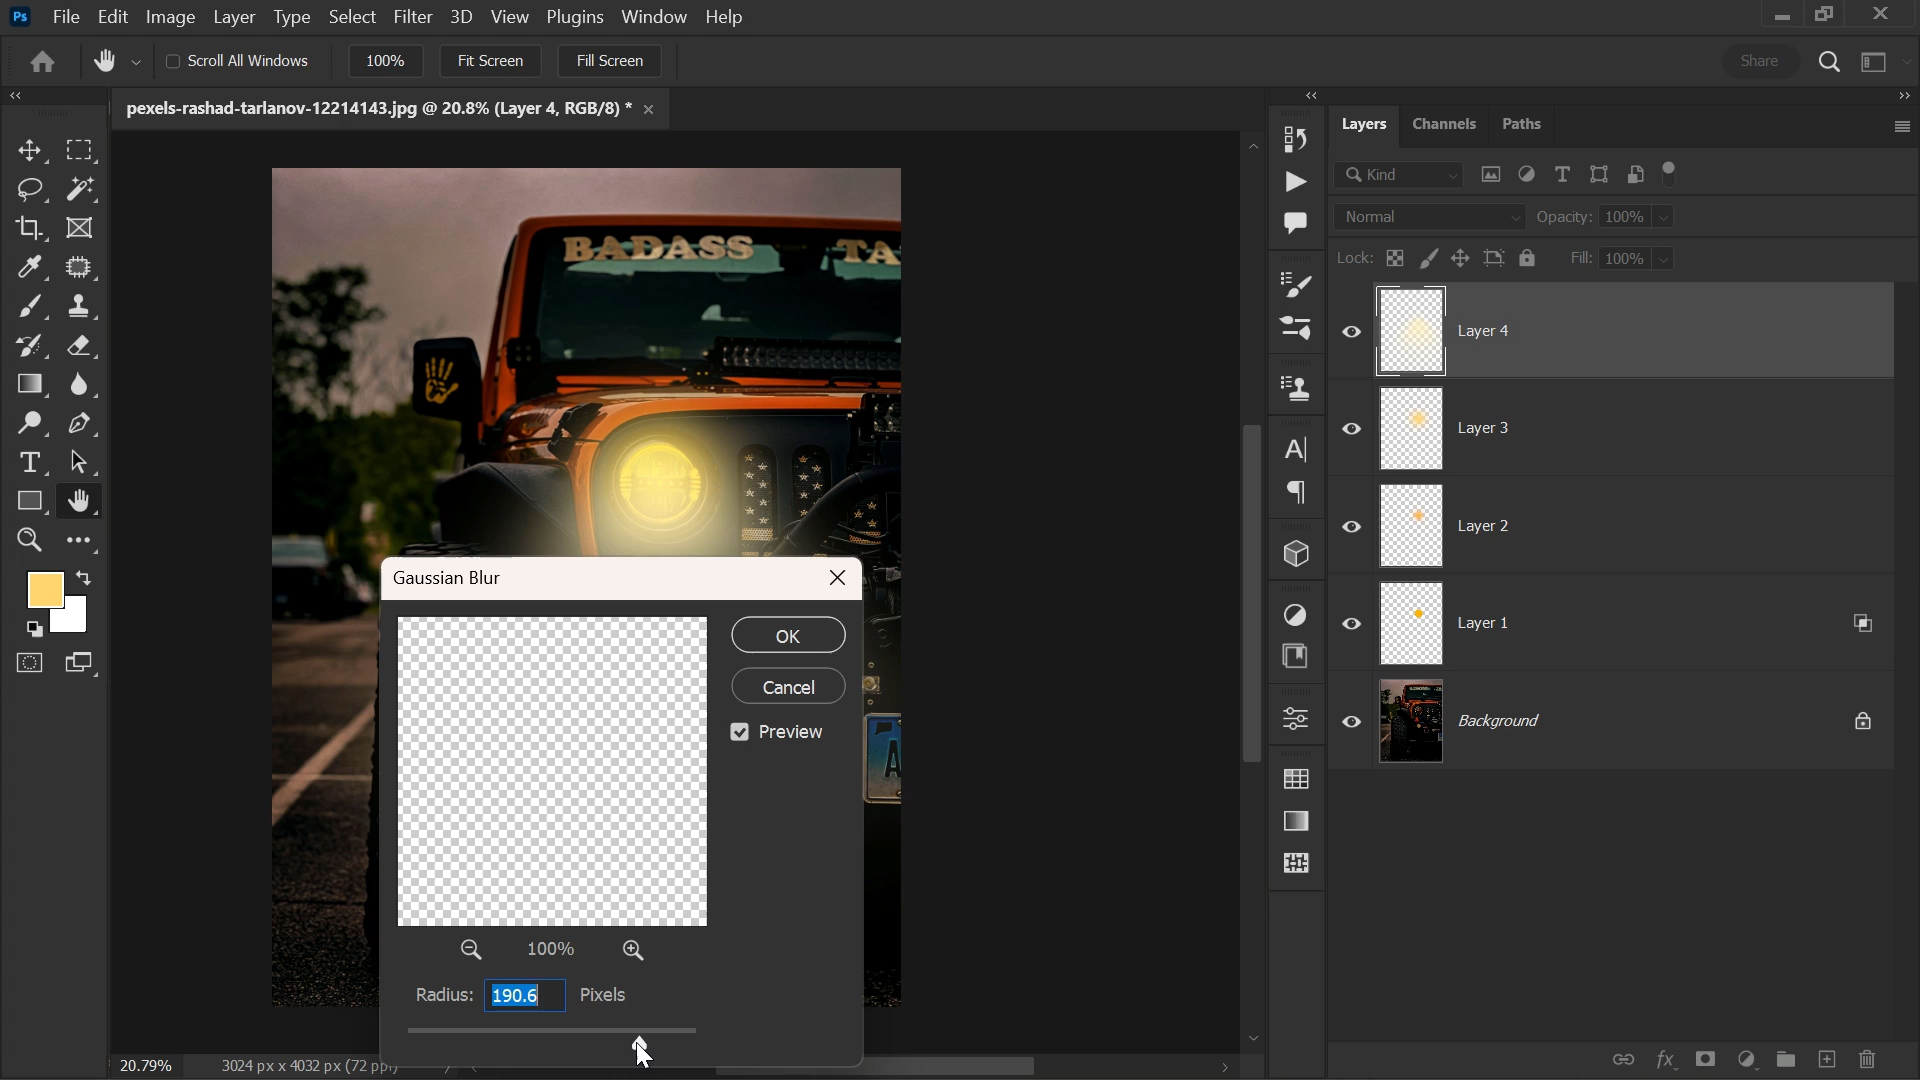 Ps File Edit Image Layer Type Select Filter 3D View Plugins Window Help
Scroll All Windows 100% Fit Screen Fill Screen Share
pexels-rashad-tarlanov-12214143.jpg @ 20.8% (Layer 4, RGB/8) *
Layers Channels Paths
Kind
Normal Opacity: 100%
Lock: Fill: 100%
BADASS TA
Layer 4
Layer 3
Layer 2
Layer 1
Background
Gaussian Blur
OK
Cancel
Preview
100%
Radius: 190.6 Pixels
20.79% 3024 px x 4032 px (72 ppi)
fx